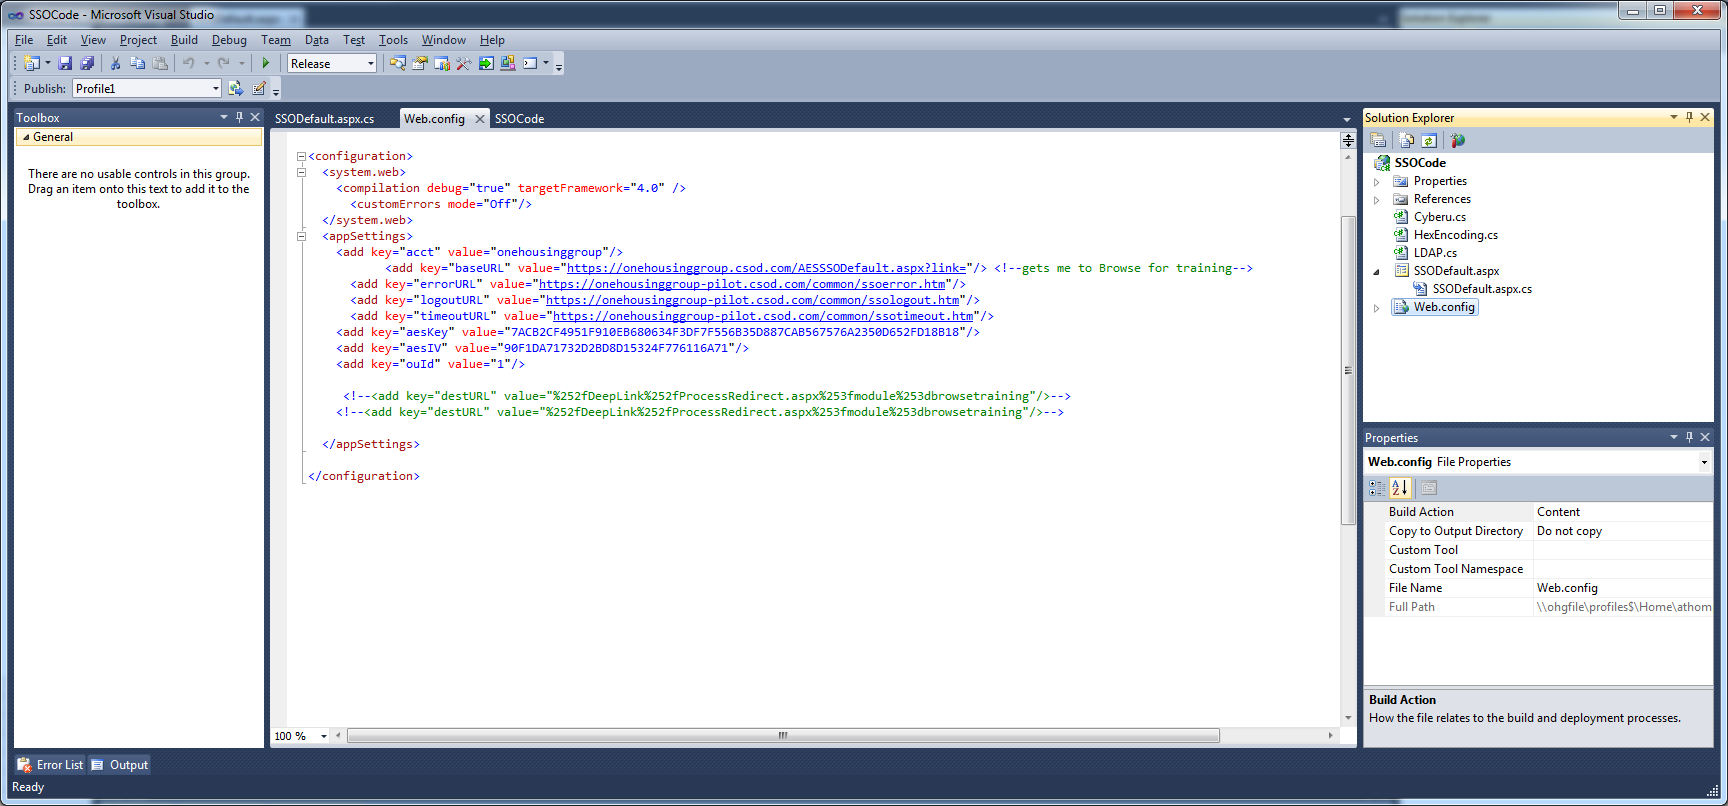 SSOCode - Microsoft Visual Studio
Solution Explorer
File Edit View Project Build Debug Team Data Test Tools Window Help
Release
Publish: Profile1
Toolbox
General
There are no usable controls in this group.
Drag an item onto this text to add it to the
toolbox.
SSODefault.aspx.cs Web.config SSOCode
<configuration>
<system.web>
<compilation debug="true" targetFramework="4.0" />
<customErrors mode="Off"/>
</system.web>
<appSettings>
<add key="acct" value="onehousinggroup"/>
<add key="baseURL" value="https://onehousinggroup.csod.com/AESSSODefault.aspx?link="/> <!--gets me to Browse for training-->
<add key="errorURL" value="https://onehousinggroup-pilot.csod.com/common/ssoerror.htm"/>
<add key="logoutURL" value="https://onehousinggroup-pilot.csod.com/common/ssologout.htm"/>
<add key="timeoutURL" value="https://onehousinggroup-pilot.csod.com/common/ssotimeout.htm"/>
<add key="aesKey" value="7ACB2CF4951F910EB680634F3DF7F556B35D887CAB567576A2350D652FD18B18"/>
<add key="aesIV" value="90F1DA71732D2BD8D15324F776116A71"/>
<add key="ouId" value="1"/>
<!--<add key="destURL" value="%252fDeepLink%252fProcessRedirect.aspx%253fmodule%253dbrowsetraining"/>-->
<!--<add key="destURL" value="%252fDeepLink%252fProcessRedirect.aspx%253fmodule%253dbrowsetraining"/>-->
</appSettings>
</configuration>
100 %
Solution Explorer
SSOCode
Properties
References
Cyberu.cs
HexEncoding.cs
LDAP.cs
SSODefault.aspx
SSODefault.aspx.cs
Web.config
Properties
Web.config File Properties
Build Action Content
Copy to Output Directory Do not copy
Custom Tool
Custom Tool Namespace
File Name Web.config
Full Path \\ohgfile\profiles$\Home\athom
Build Action
How the file relates to the build and deployment processes.
Error List Output
Ready